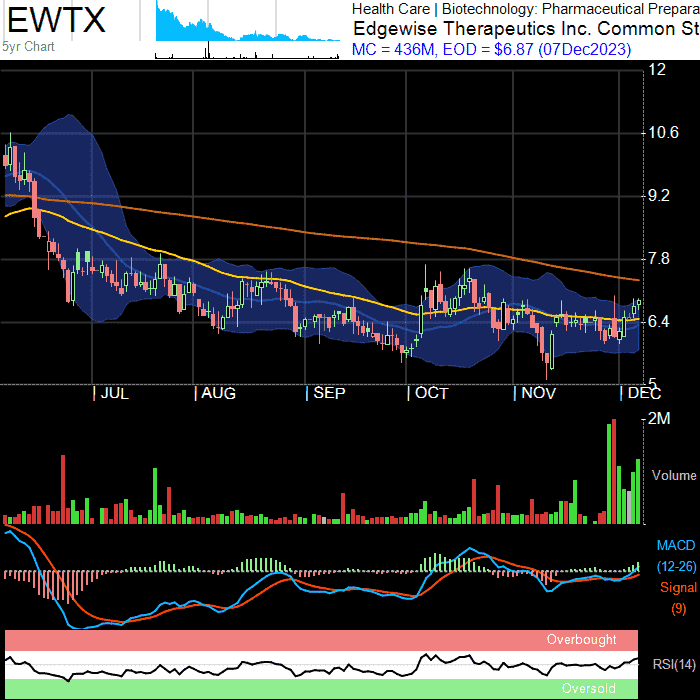 EWTX
5yr Chart
Health Care | Biotechnology: Pharmaceutical Prepara
Edgewise Therapeutics Inc. Common St
MC = 436M, EOD = $6.87 (07Dec2023)
12
10.6
9.2
7.8
6.4
5
JUL AUG SEP OCT NOV DEC
2M
Volume
MACD
(12-26)
Signal
(9)
Overbought
RSI(14)
Oversold